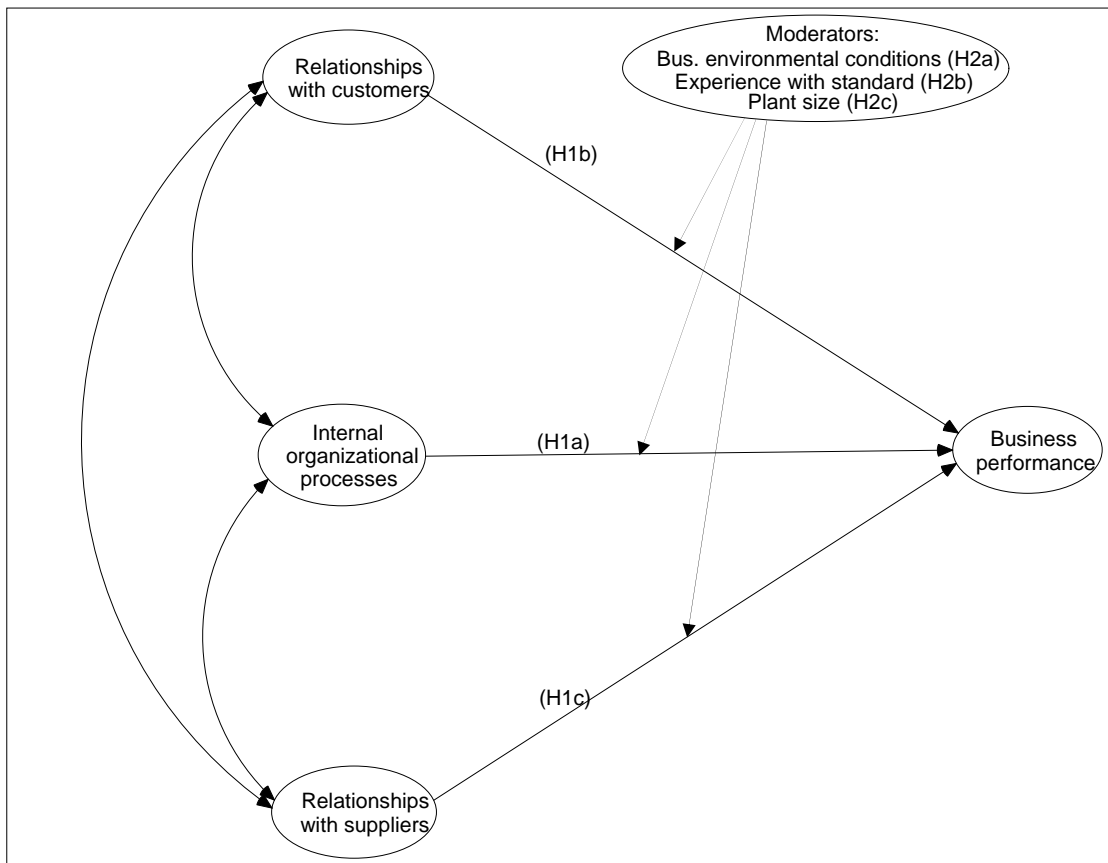 Relationships
with customers
Moderators:
Bus. environmental conditions (H2a)
Experience with standard (H2b)
Plant size (H2c)
(H1b)
Internal
organizational
processes
(H1a)
Business
performance
(H1c)
Relationships
with suppliers